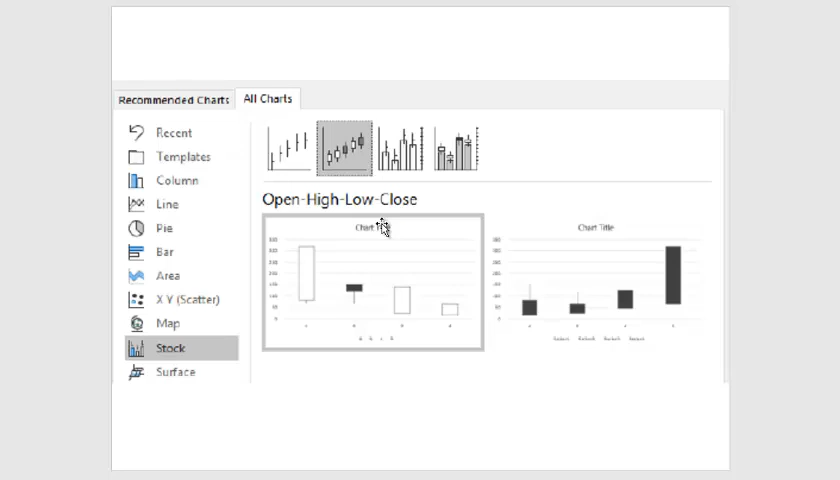 Recommended Charts
All Charts
Recent
Templates
Column
Line
Pie
Bar
Area
X Y (Scatter)
Map
Stock
Surface
Open-High-Low-Close
Chart
Chart Title